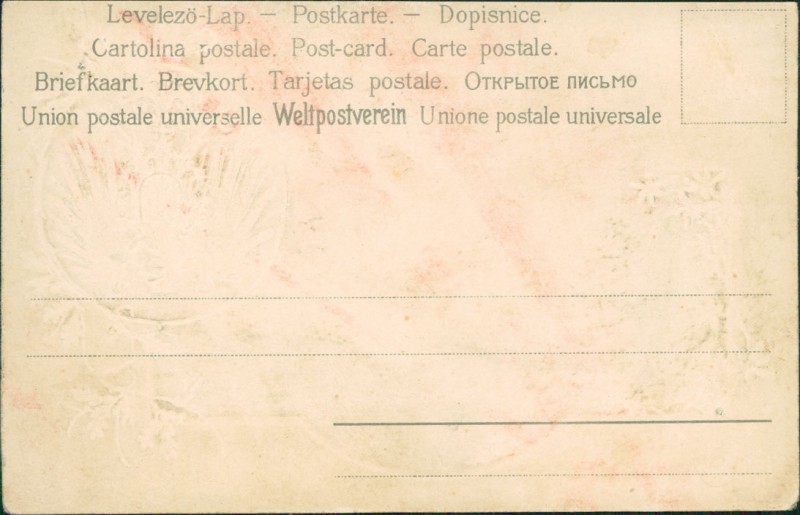 Levelezö-Lap. — Postkarte. — Dopisnice.
Cartolina postale. Post-card. Carte postale.
Briefkaart. Brevkort. Tarjetas postale. Открытое письмо
Union postale universelle Weltpostverein Unione postale universale